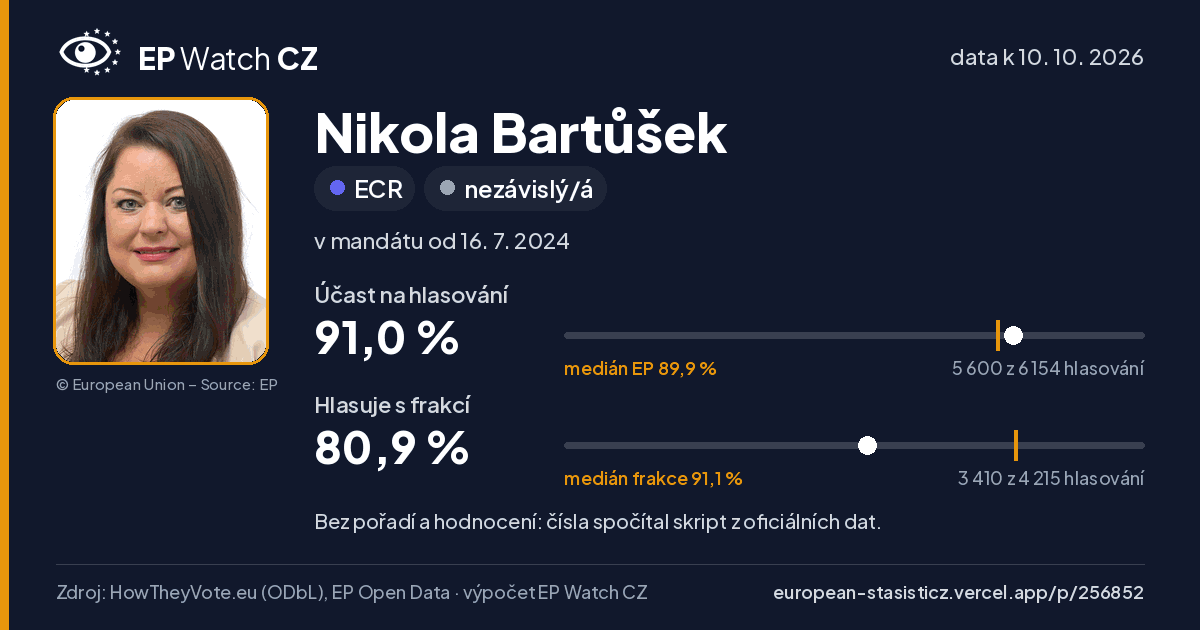 EP Watch CZ
data k 10. 10. 2026
Nikola Bartůšek
ECR
nezávislý/á
v mandátu od 16. 7. 2024
Účast na hlasování
91,0 %
medián EP 89,9 %
5 600 z 6 154 hlasování
© European Union – Source: EP
Hlasuje s frakcí
80,9 %
medián frakce 91,1 %
3 410 z 4 215 hlasování
Bez pořadí a hodnocení: čísla spočítal skript z oficiálních dat.
Zdroj: HowTheyVote.eu (ODbL), EP Open Data · výpočet EP Watch CZ
european-stasisticz.vercel.app/p/256852